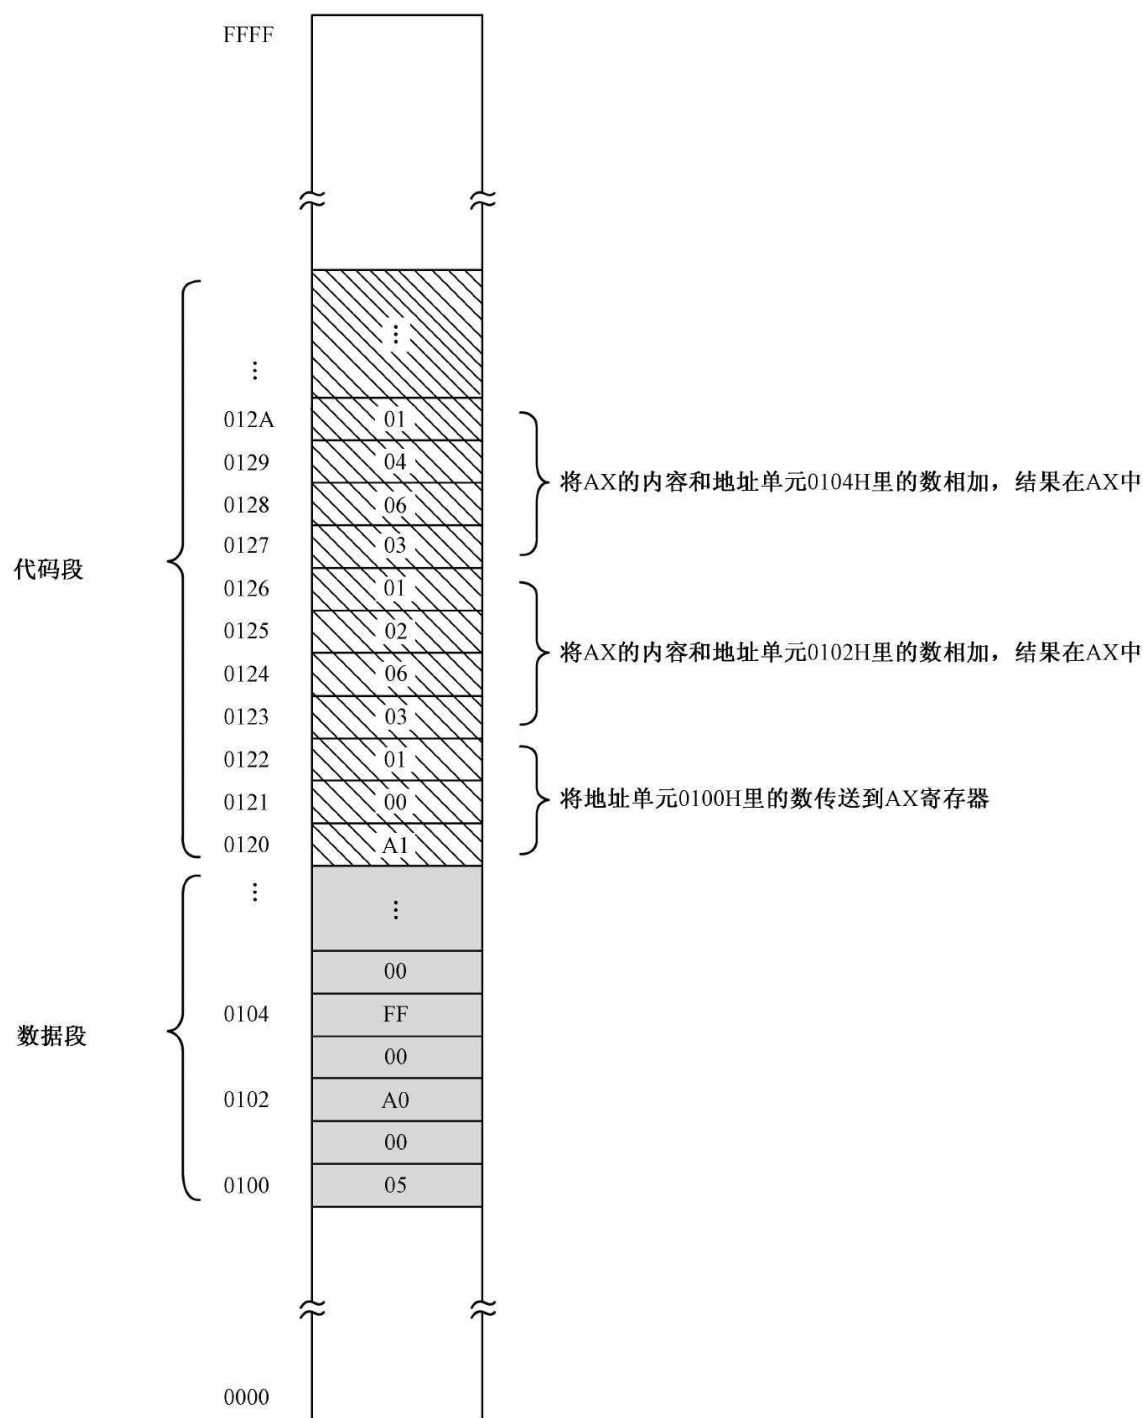 FFFF
⋮
⋮
012A 01
0129 04
0128 06
将AX的内容和地址单元0104H里的数相加，结果在AX中
0127 03
代码段
0126 01
0125 02
将AX的内容和地址单元0102H里的数相加，结果在AX中
0124 06
0123 03
0122 01
0121 00
将地址单元0100H里的数传送到AX寄存器
0120 A1
⋮
⋮
00
0104 FF
数据段
00
0102 A0
00
0100 05
0000